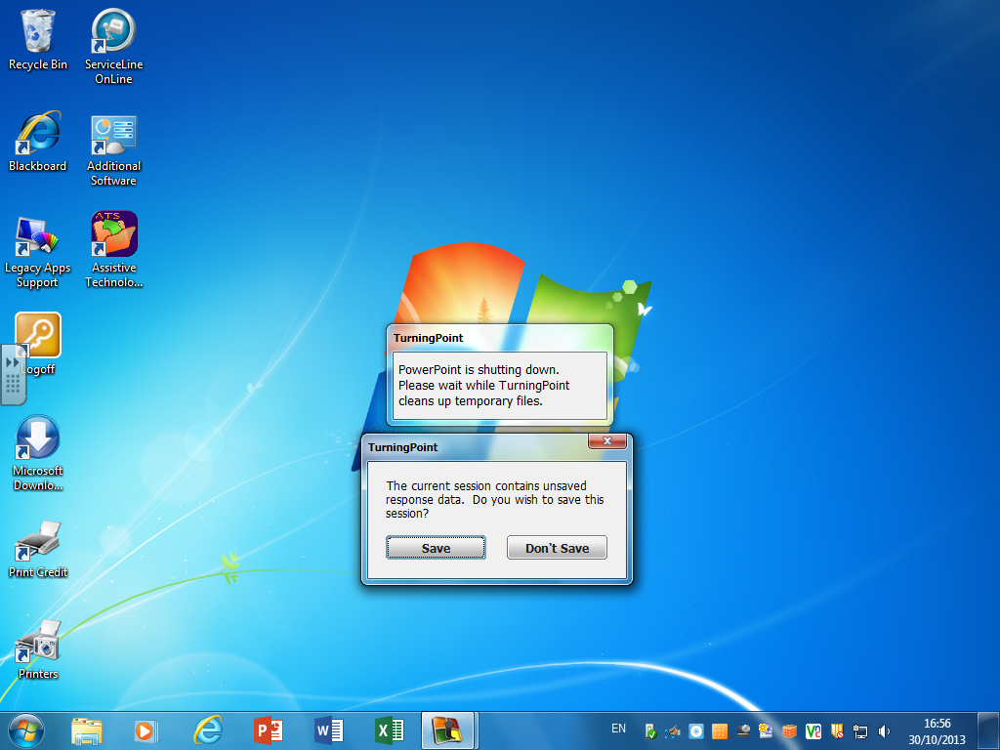 Recycle Bin
ServiceLine
OnLine
Blackboard
Additional
Software
Legacy Apps
Support
ATS
Assistive
Technolo...
Logoff
Microsoft
Downlo...
Print Credit
Printers
TurningPoint
PowerPoint is shutting down.
Please wait while TurningPoint
cleans up temporary files.
TurningPoint
The current session contains unsaved
response data.  Do you wish to save this
session?
Save
Don't Save
EN
16:56
30/10/2013